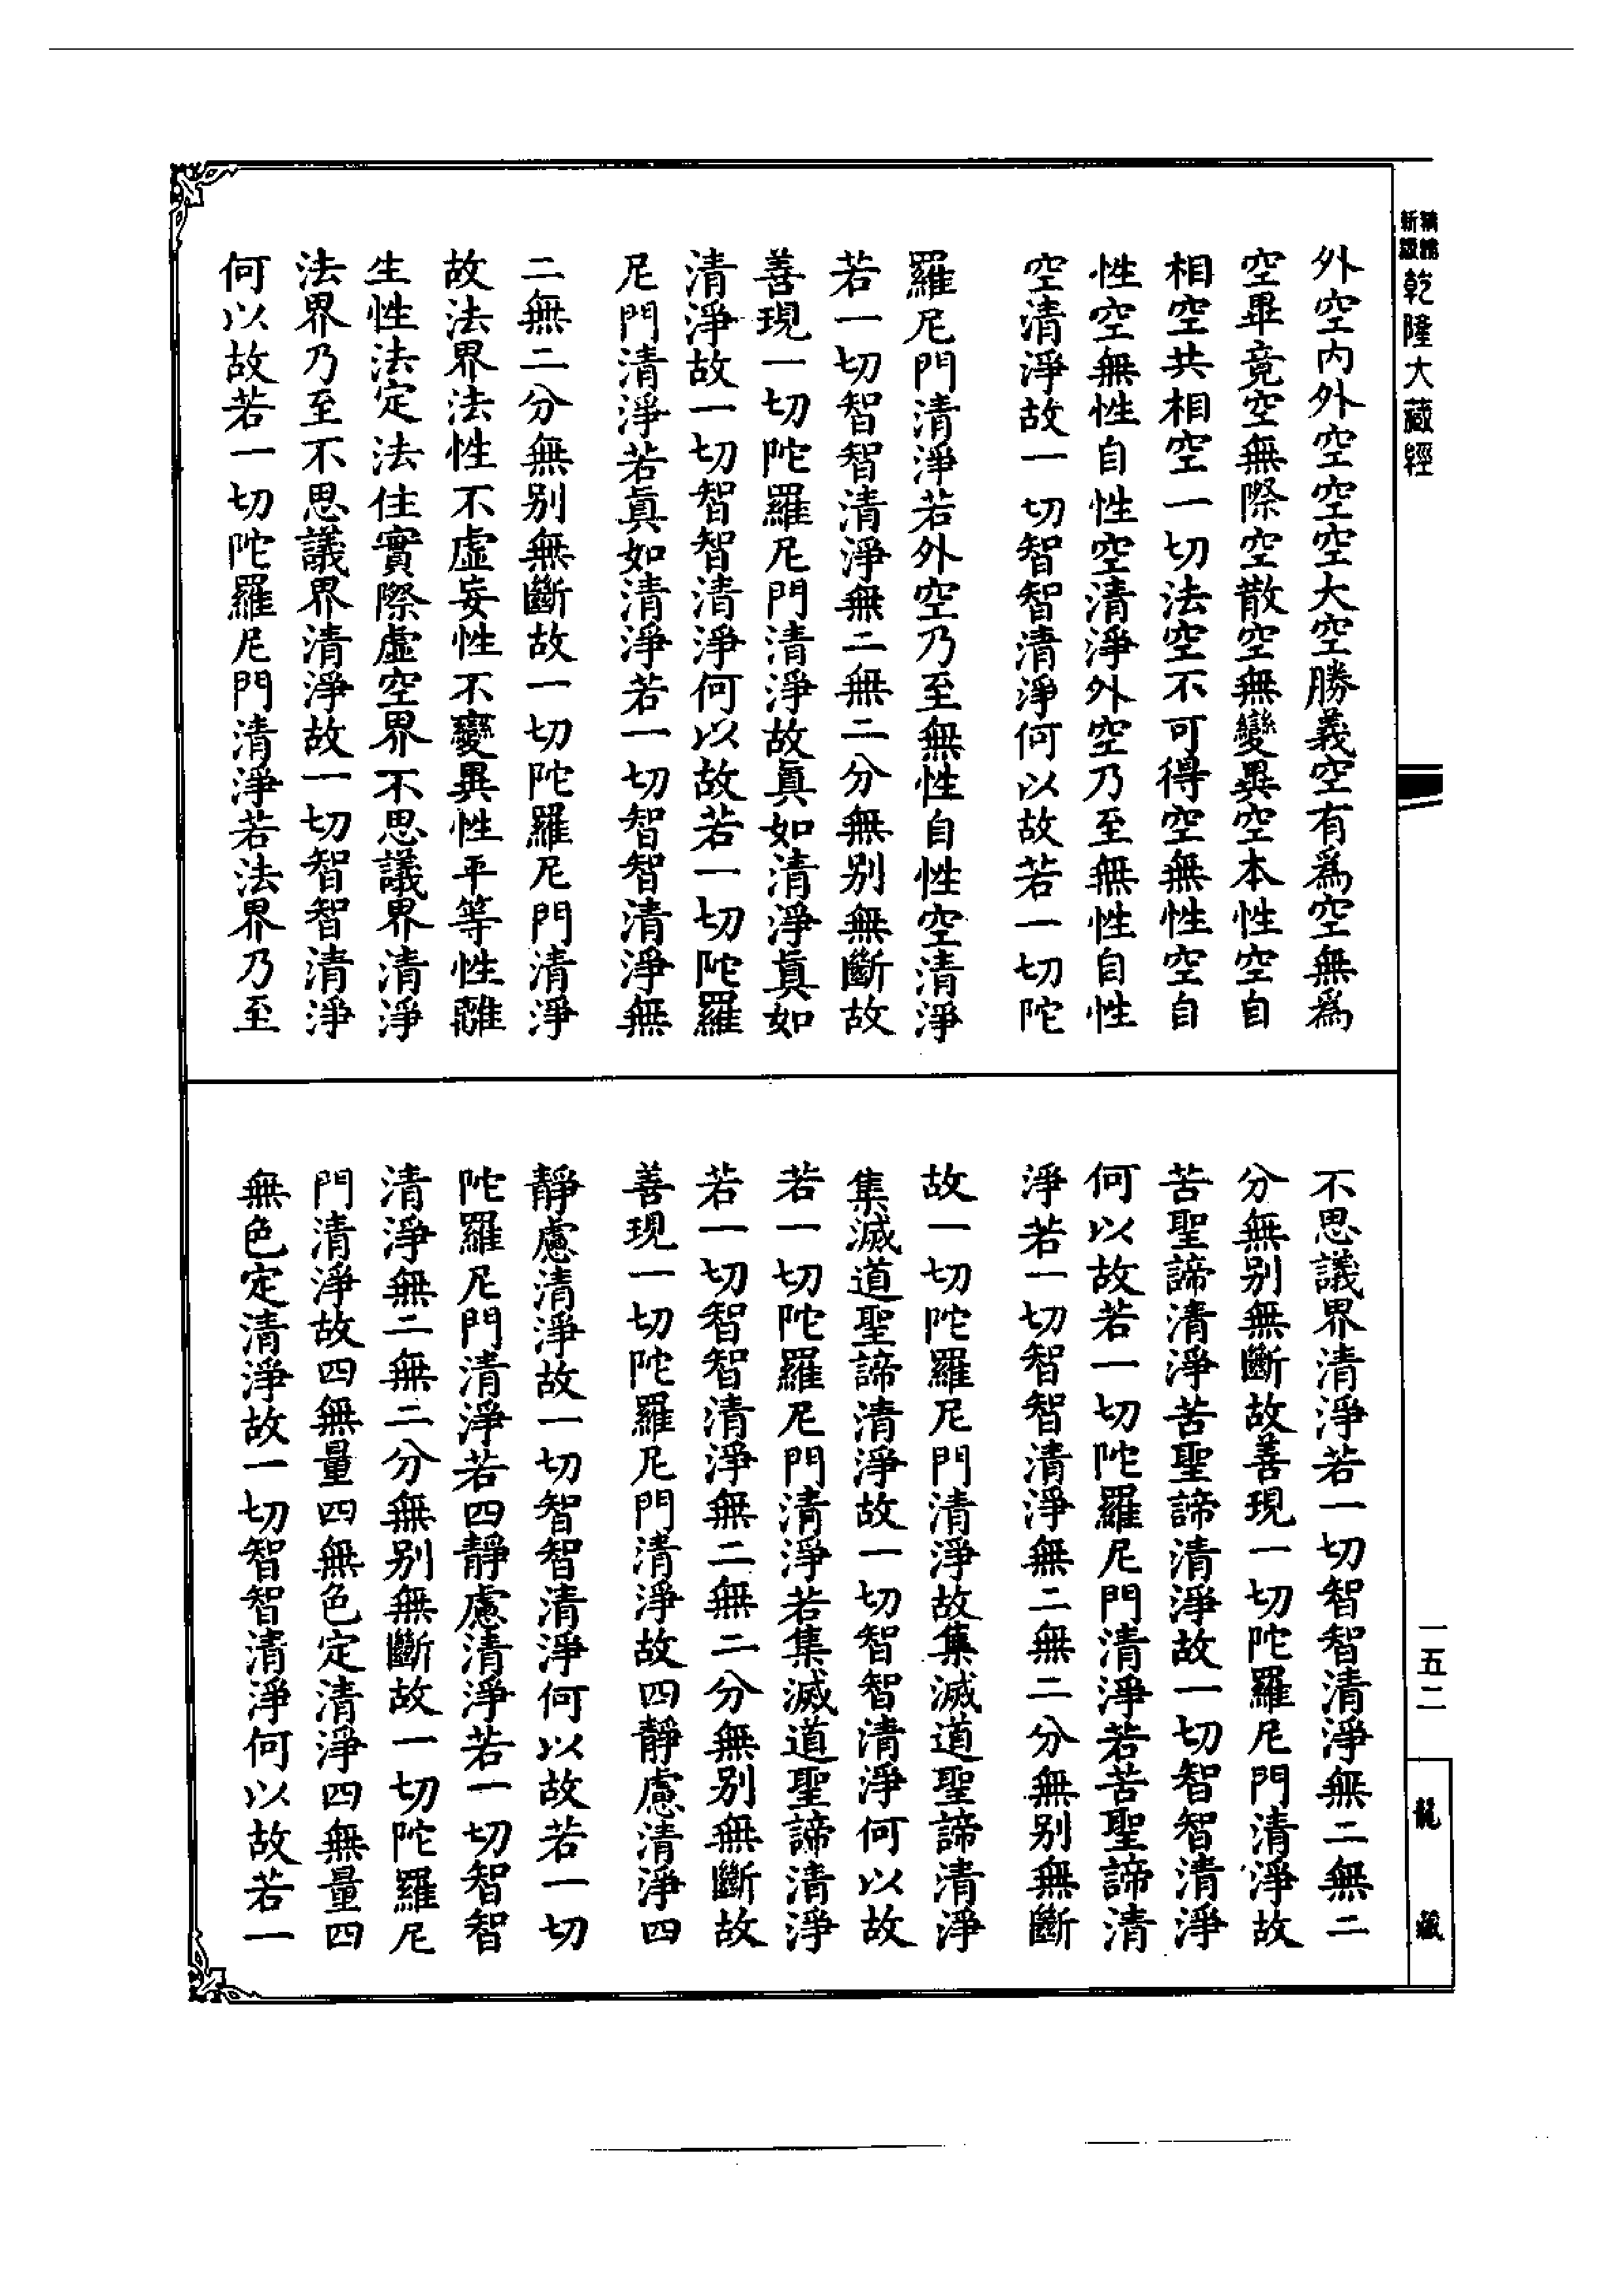 乾隆大藏經
外空內外空空空大空勝義空有爲空無爲
空畢竟空無際空散空無變異空本性空自
相空共相空一切法空不可得空無性空自
性空無性自性空清淨外空乃至無性自性
空清淨故一切智智清淨何以故若一切陀
羅尼門清淨若外空乃至無性自性空清淨
若一切智智清淨無二無二分無別無斷故
善現一切陀羅尼門清淨故眞如清淨眞如
清淨故一切智智清淨何以故若一切陀羅
尼門清淨若眞如清淨若一切智智清淨無
二無二分無別無斷故一切陀羅尼門清淨
故法界法性不虛妄性不變異性平等性離
生性法定法住實際虛空界不思議界清淨
法界乃至不思議界清淨故一切智智清淨
何以故若一切陀羅尼門清淨若法界乃至
不思議界清淨若一切智智清淨無二無二
分無別無斷故善現一切陀羅尼門清淨故
苦聖諦清淨苦聖諦清淨故一切智智清淨
何以故若一切陀羅尼門清淨若苦聖諦清
淨若一切智智清淨無二無二分無別無斷
故一切陀羅尼門清淨故集滅道聖諦清淨
集滅道聖諦清淨故一切智智清淨何以故
若一切陀羅尼門清淨若集滅道聖諦清淨
若一切智智清淨無二無二分無別無斷故
善現一切陀羅尼門清淨故四靜慮清淨四
靜慮清淨故一切智智清淨何以故若一切
陀羅尼門清淨若四靜慮清淨若一切智智
清淨無二無二分無別無斷故一切陀羅尼
門清淨故四無量四無色定清淨四無量四
無色定清淨故一切智智清淨何以故若一
一五二
龍藏